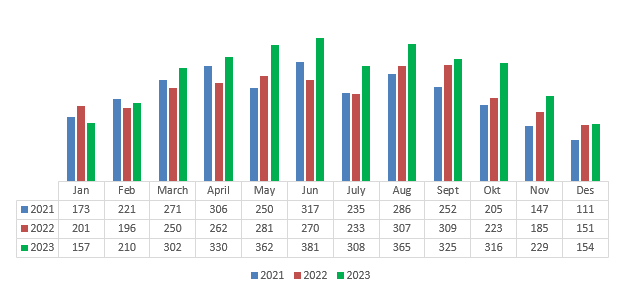 Jan Feb March April May Jun July Aug Sept Okt Nov Des
2021 173 221 271 306 250 317 235 286 252 205 147 111
2022 201 196 250 262 281 270 233 307 309 223 185 151
2023 157 210 302 330 362 381 308 365 325 316 229 154
2021 2022 2023